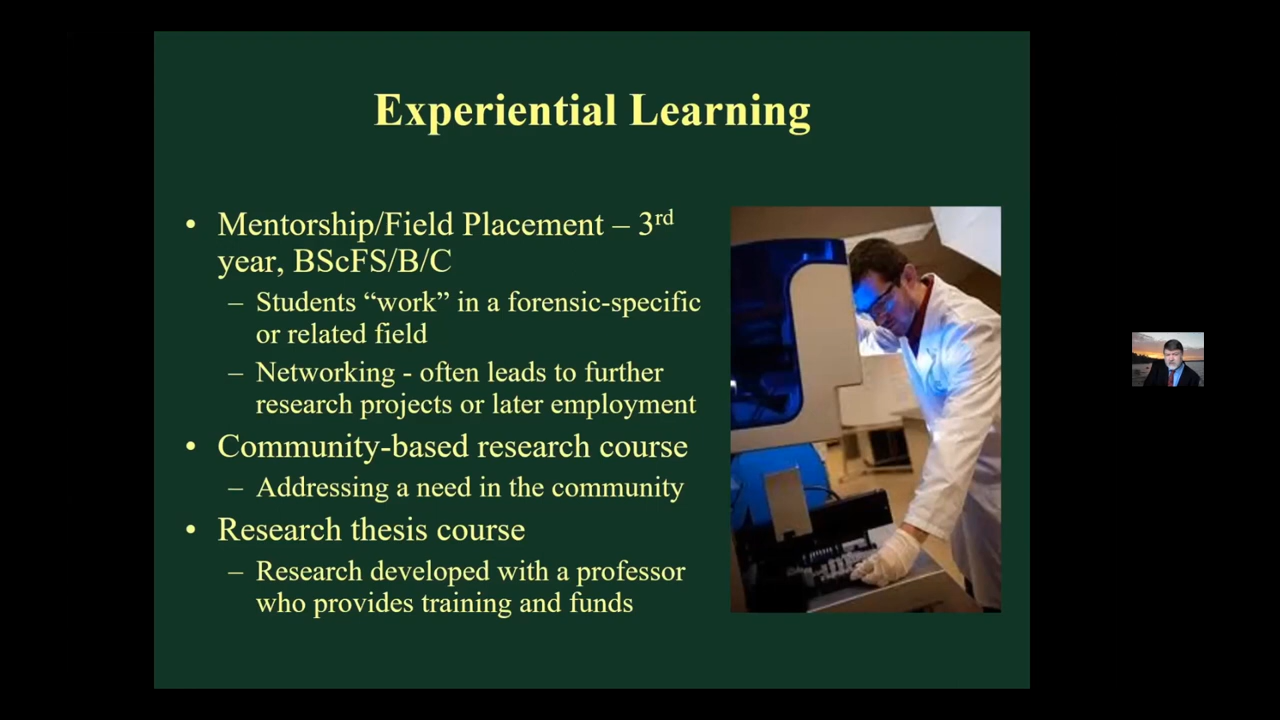 Experiential Learning
• Mentorship/Field Placement – 3rd
year, BScFS/B/C
– Students “work” in a forensic-specific
or related field
– Networking - often leads to further
research projects or later employment
• Community-based research course
– Addressing a need in the community
• Research thesis course
– Research developed with a professor
who provides training and funds